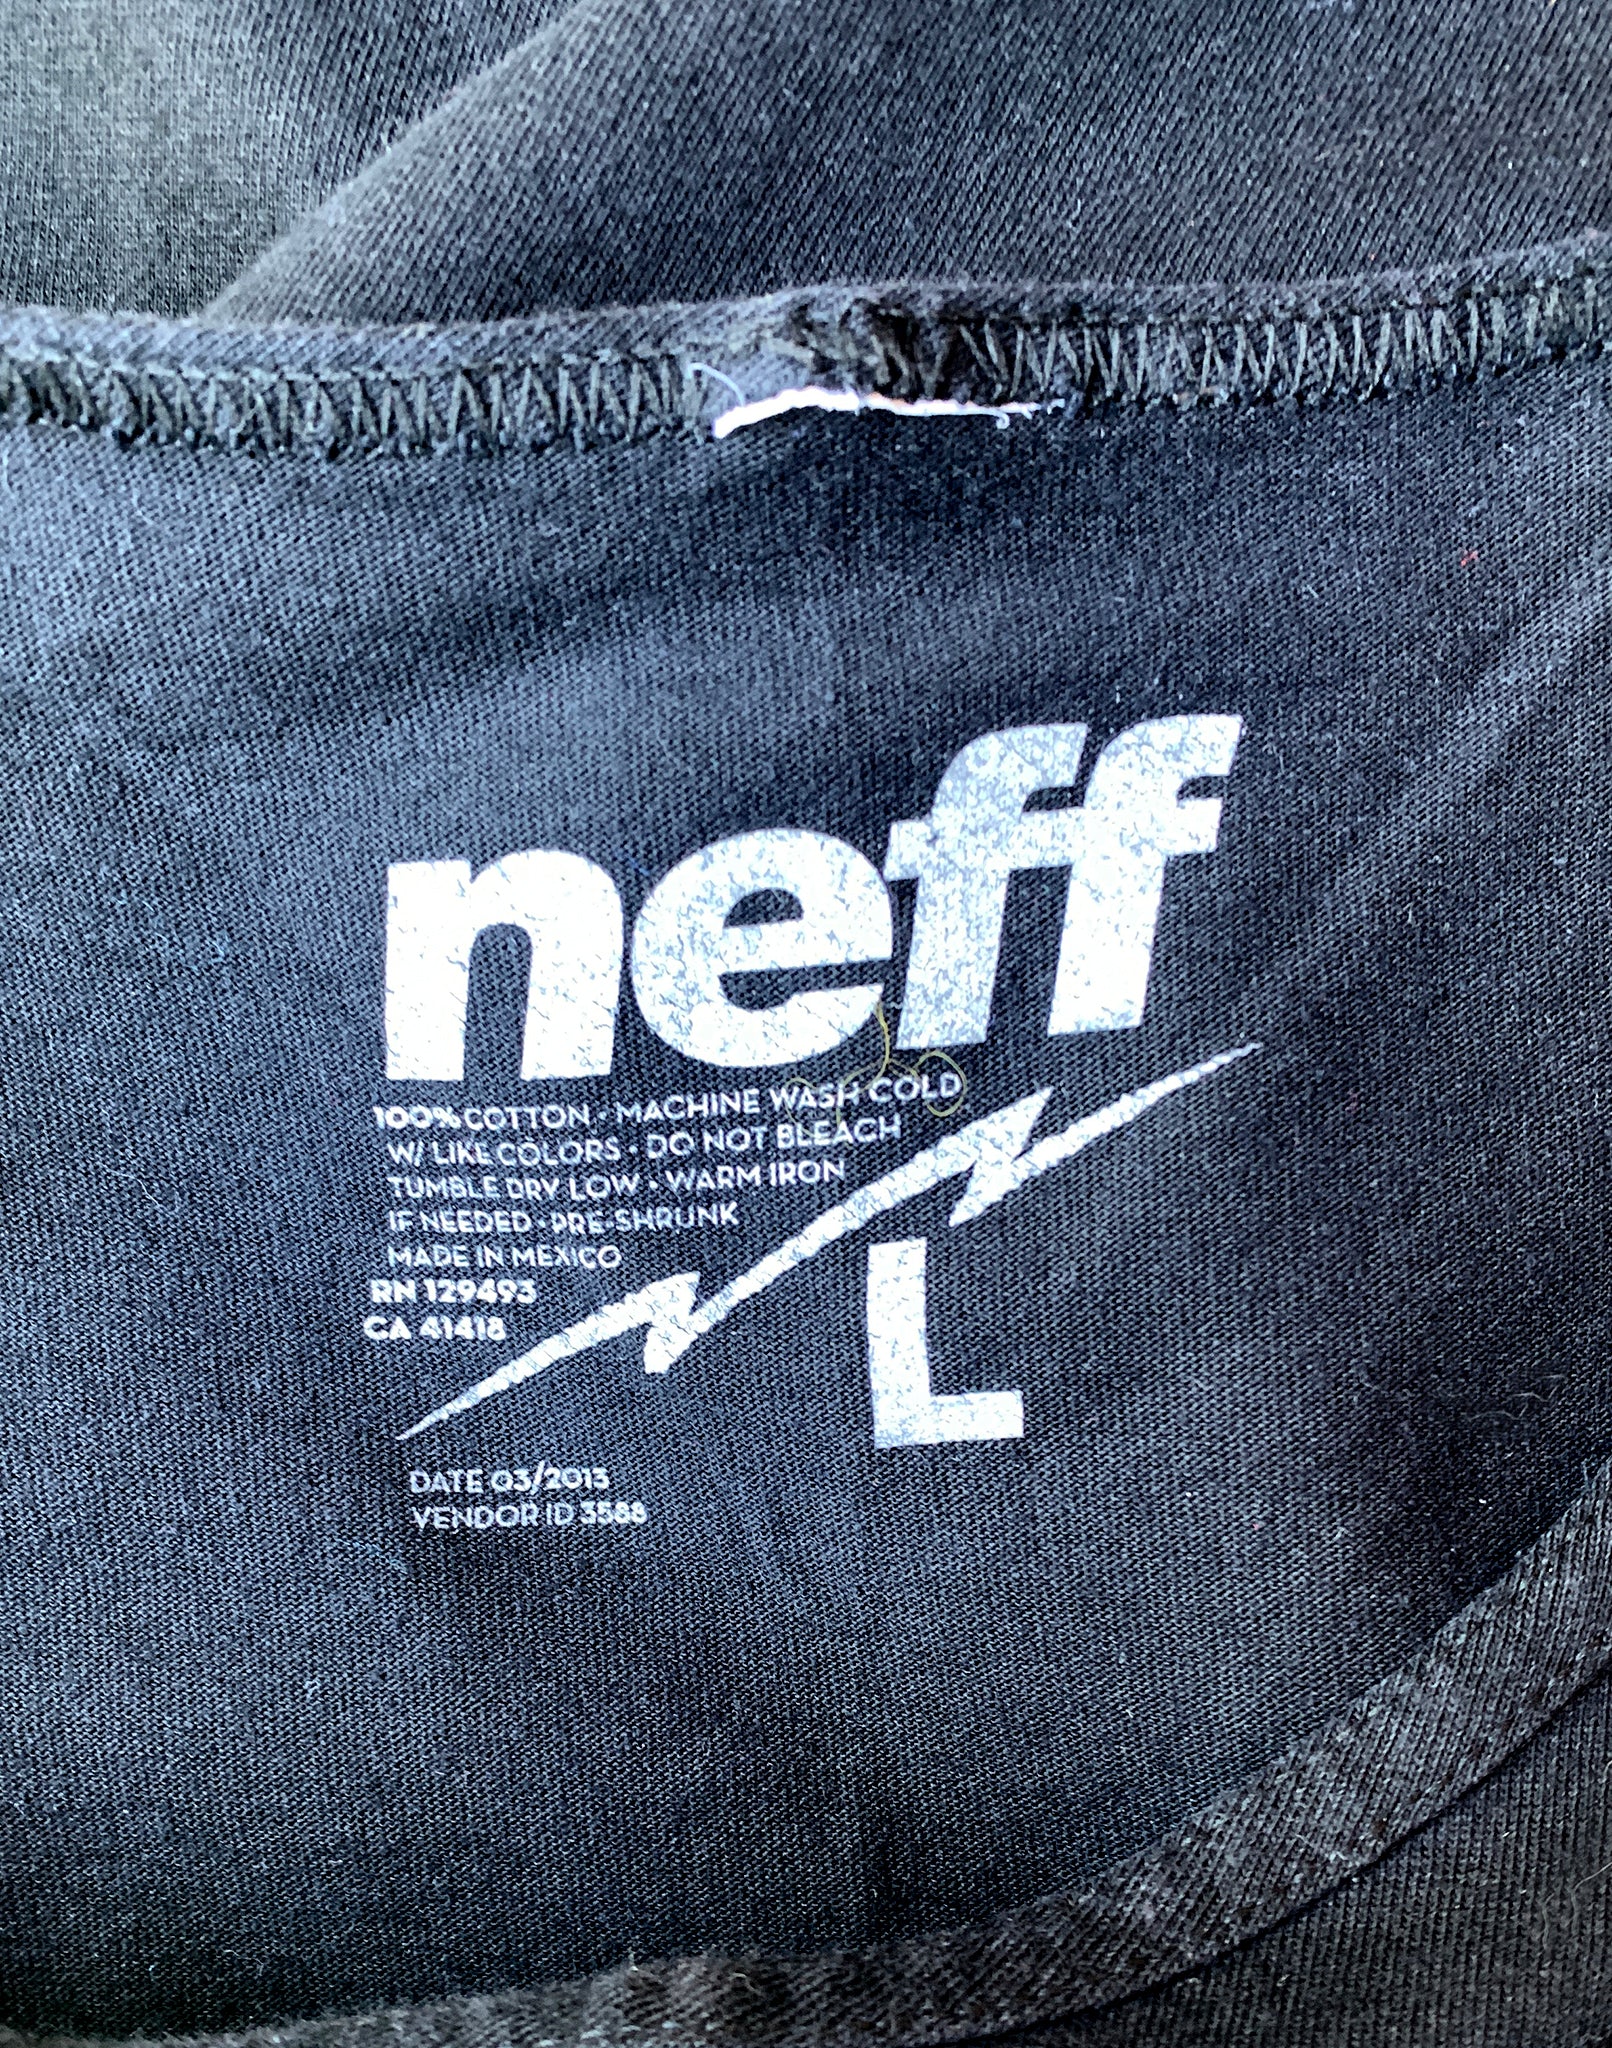 neff
100% COTTON • MACHINE WASH COLD
W/ LIKE COLORS • DO NOT BLEACH
TUMBLE DRY LOW • WARM IRON
IF NEEDED • PRE-SHRUNK
MADE IN MEXICO
RN 129493
CA 41418
L
DATE 03/2013
VENDOR ID 3588